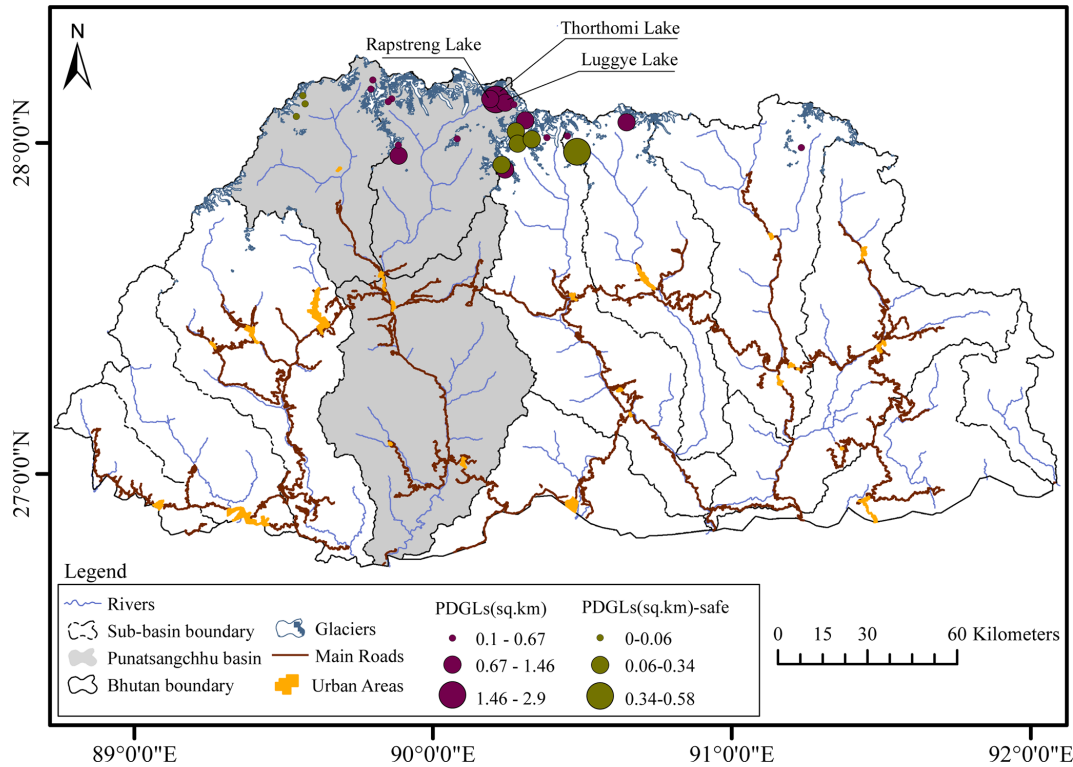 N
Thorthomi Lake
Rapstreng Lake
Luggye Lake
28°0'0"N
27°0'0"N
Legend
Rivers
Sub-basin boundary
Punatsangchhu basin
Bhutan boundary
Glaciers
Main Roads
Urban Areas
PDGLs(sq.km)
0.1 - 0.67
0.67 - 1.46
1.46 - 2.9
PDGLs(sq.km)-safe
0-0.06
0.06-0.34
0.34-0.58
0 15 30 60 Kilometers
89°0'0"E 90°0'0"E 91°0'0"E 92°0'0"E